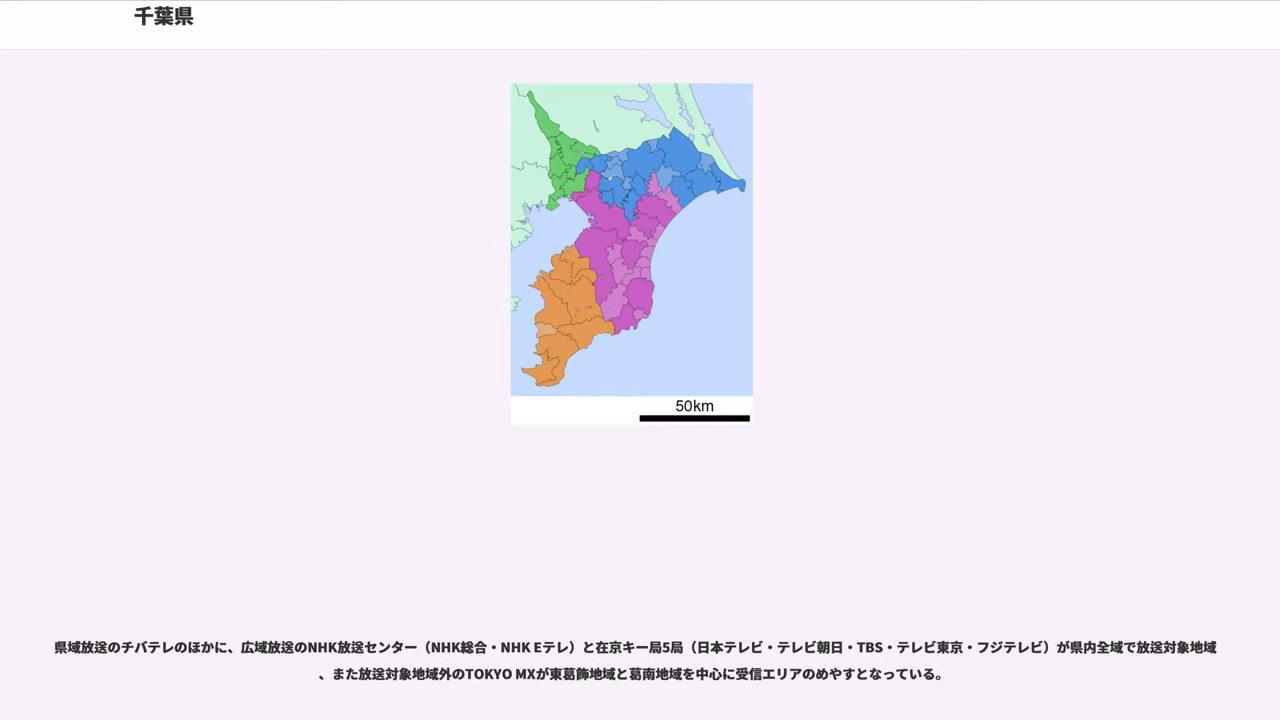 千葉県
50km
県域放送のチバテレのほかに、広域放送のNHK放送センター（NHK総合・NHK Eテレ）と在京キー局5局（日本テレビ・テレビ朝日・TBS・テレビ東京・フジテレビ）が県内全域で放送対象地域
、また放送対象地域外のTOKYO MXが東葛飾地域と葛南地域を中心に受信エリアのめやすとなっている。